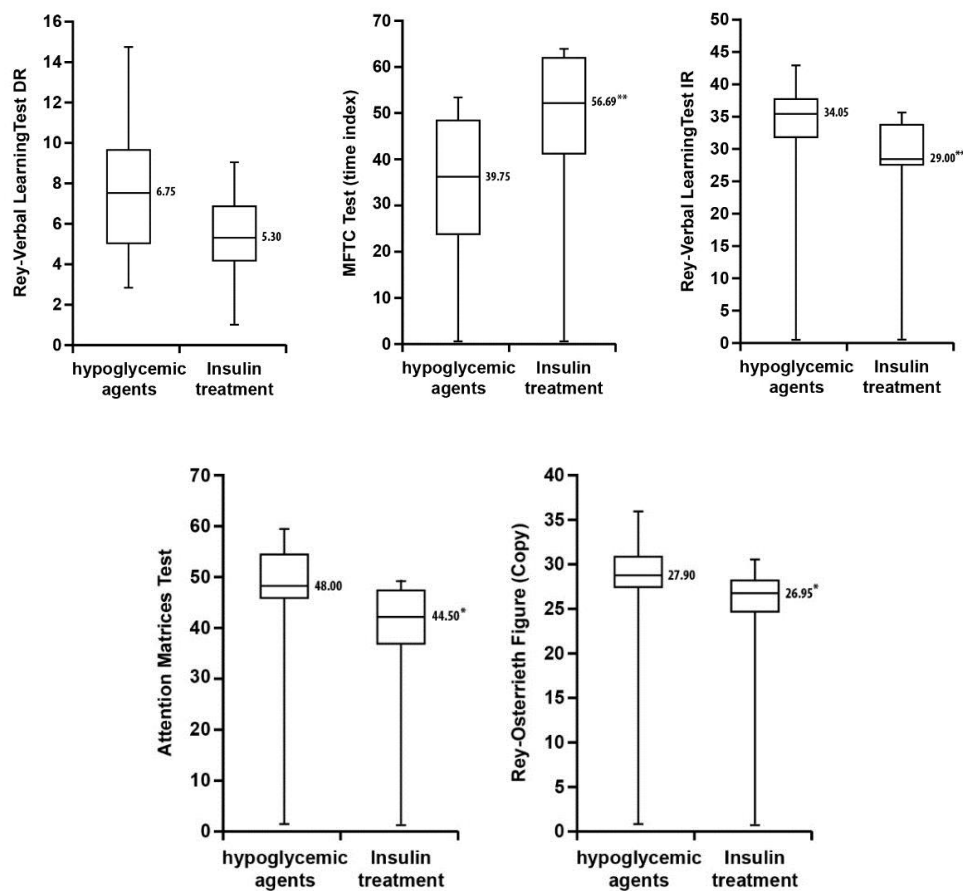 Rey-Verbal LearningTest DR
16
14
12
10
8
6
4
2
0
6.75
5.30
hypoglycemic
agents
Insulin
treatment
MFTC Test (time index)
70
60
50
40
30
20
10
0
39.75
56.69**
hypoglycemic
agents
Insulin
treatment
Rey-Verbal LearningTest IR
50
45
40
35
30
25
20
15
10
5
0
34.05
29.00**
hypoglycemic
agents
Insulin
treatment
Attention Matrices Test
70
60
50
40
30
20
10
0
48.00
44.50*
hypoglycemic
agents
Insulin
treatment
Rey-Osterrieth Figure (Copy)
40
35
30
25
20
15
10
5
0
27.90
26.95*
hypoglycemic
agents
Insulin
treatment